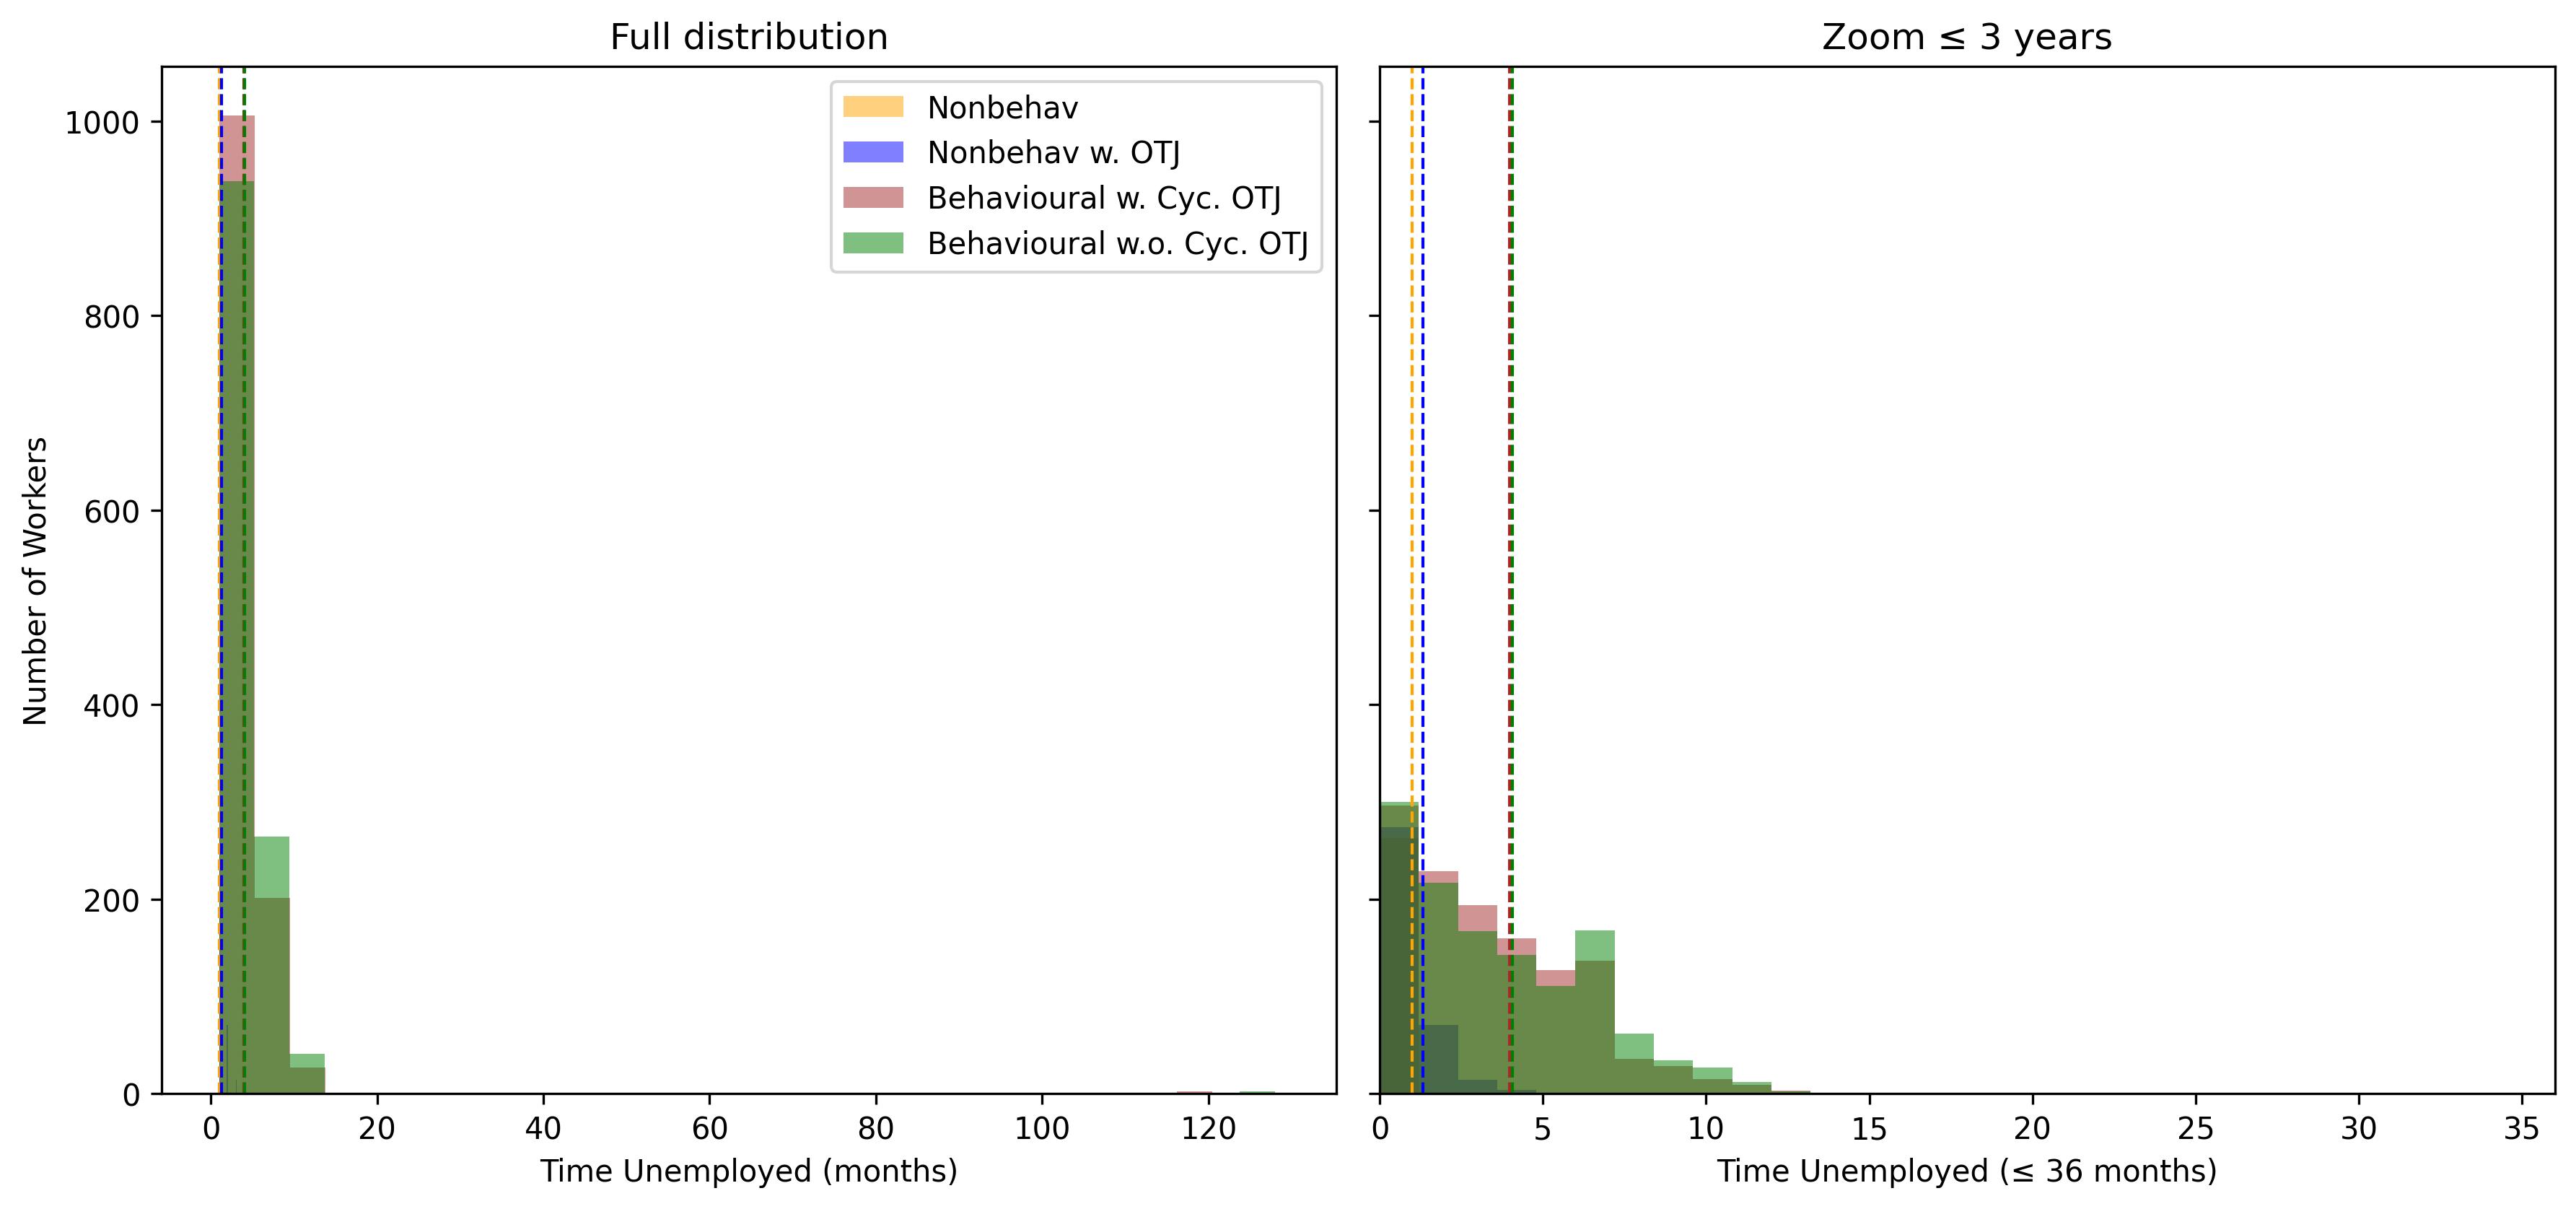 Full distribution
Zoom ≤ 3 years
Nonbehav
Nonbehav w. OTJ
Behavioural w. Cyc. OTJ
Behavioural w.o. Cyc. OTJ
Number of Workers
1000
800
600
400
200
0
0 20 40 60 80 100 120
0 5 10 15 20 25 30 35
Time Unemployed (months)
Time Unemployed (≤ 36 months)